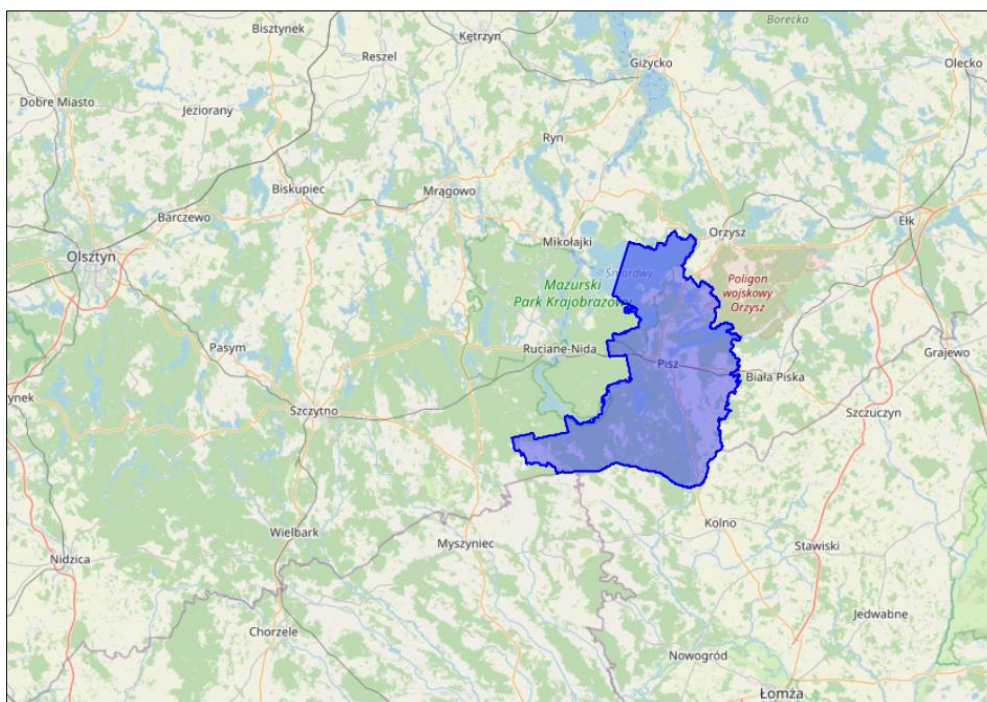 Borecka
Bisztynek
Kętrzyn
Reszel
Giżycko
Olecko
Dobre Miasto
Jeziorany
Ryn
Biskupiec
Mrągowo
Barczewo
Ełk
Orzysz
Mikołajki
Olsztyn
Śniardwy
Mazurski
Park Krajobrazowy
Poligon
wojskowy
Orzysz
Pasym
Ruciane-Nida
Grajewo
Pisz
Biała Piska
ynek
Szczytno
Szczuczyn
Wielbark
Kolno
Myszyniec
Stawiski
Nidzica
Jedwabne
Chorzele
Nowogród
Łomża